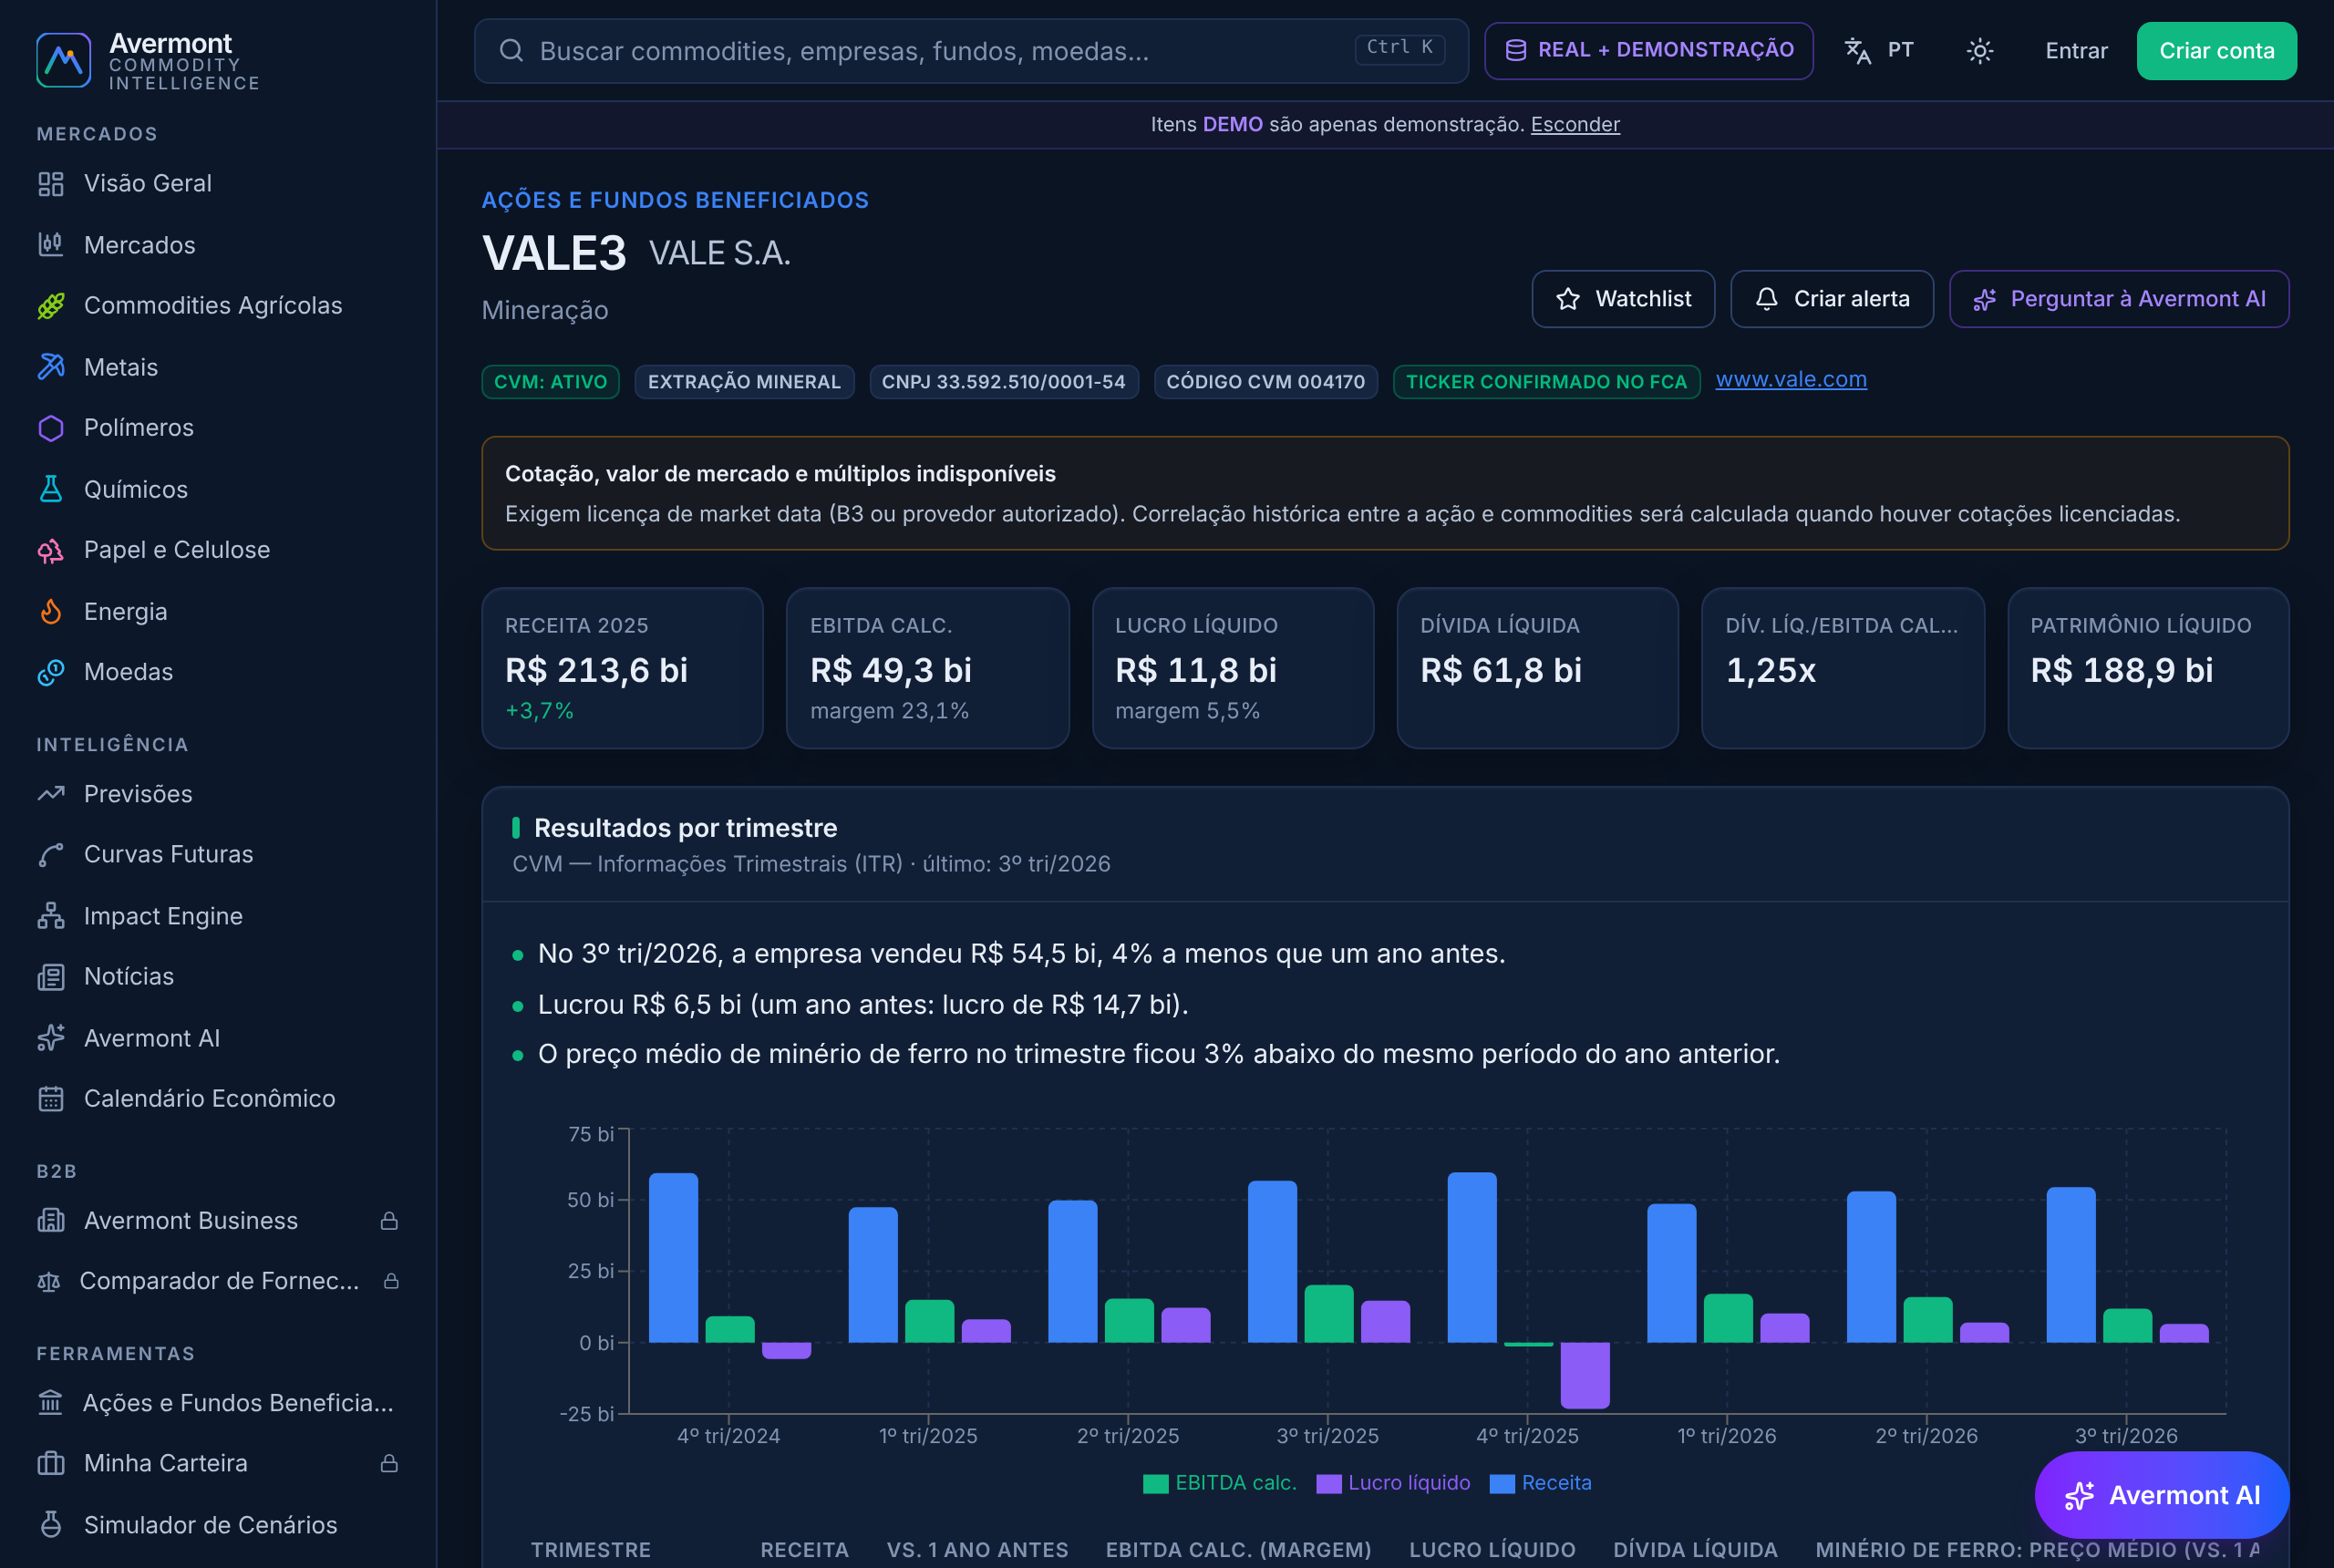 Avermont
COMMODITY
INTELLIGENCE
MERCADOS
Visão Geral
Mercados
Commodities Agrícolas
Metais
Polímeros
Químicos
Papel e Celulose
Energia
Moedas
INTELIGÊNCIA
Previsões
Curvas Futuras
Impact Engine
Notícias
Avermont AI
Calendário Econômico
B2B
Avermont Business
Comparador de Fornec...
FERRAMENTAS
Ações e Fundos Beneficia...
Minha Carteira
Simulador de Cenários
Buscar commodities, empresas, fundos, moedas...
Ctrl K
REAL + DEMONSTRAÇÃO
PT
Entrar
Criar conta
Itens DEMO são apenas demonstração. Esconder
AÇÕES E FUNDOS BENEFICIADOS
VALE3 VALE S.A.
Mineração
Watchlist
Criar alerta
Perguntar à Avermont AI
CVM: ATIVO
EXTRAÇÃO MINERAL
CNPJ 33.592.510/0001-54
CÓDIGO CVM 004170
TICKER CONFIRMADO NO FCA
www.vale.com
Cotação, valor de mercado e múltiplos indisponíveis
Exigem licença de market data (B3 ou provedor autorizado). Correlação histórica entre a ação e commodities será calculada quando houver cotações licenciadas.
RECEITA 2025
R$ 213,6 bi
+3,7%
EBITDA CALC.
R$ 49,3 bi
margem 23,1%
LUCRO LÍQUIDO
R$ 11,8 bi
margem 5,5%
DÍVIDA LÍQUIDA
R$ 61,8 bi
DÍV. LÍQ./EBITDA CAL...
1,25x
PATRIMÔNIO LÍQUIDO
R$ 188,9 bi
Resultados por trimestre
CVM — Informações Trimestrais (ITR) · último: 3º tri/2026
No 3º tri/2026, a empresa vendeu R$ 54,5 bi, 4% a menos que um ano antes.
Lucrou R$ 6,5 bi (um ano antes: lucro de R$ 14,7 bi).
O preço médio de minério de ferro no trimestre ficou 3% abaixo do mesmo período do ano anterior.
75 bi
50 bi
25 bi
0 bi
-25 bi
4º tri/2024
1º tri/2025
2º tri/2025
3º tri/2025
4º tri/2025
1º tri/2026
2º tri/2026
3º tri/2026
EBITDA calc.
Lucro líquido
Receita
Avermont AI
TRIMESTRE
RECEITA
VS. 1 ANO ANTES
EBITDA CALC. (MARGEM)
LUCRO LÍQUIDO
DÍVIDA LÍQUIDA
MINÉRIO DE FERRO: PREÇO MÉDIO (VS. 1 A